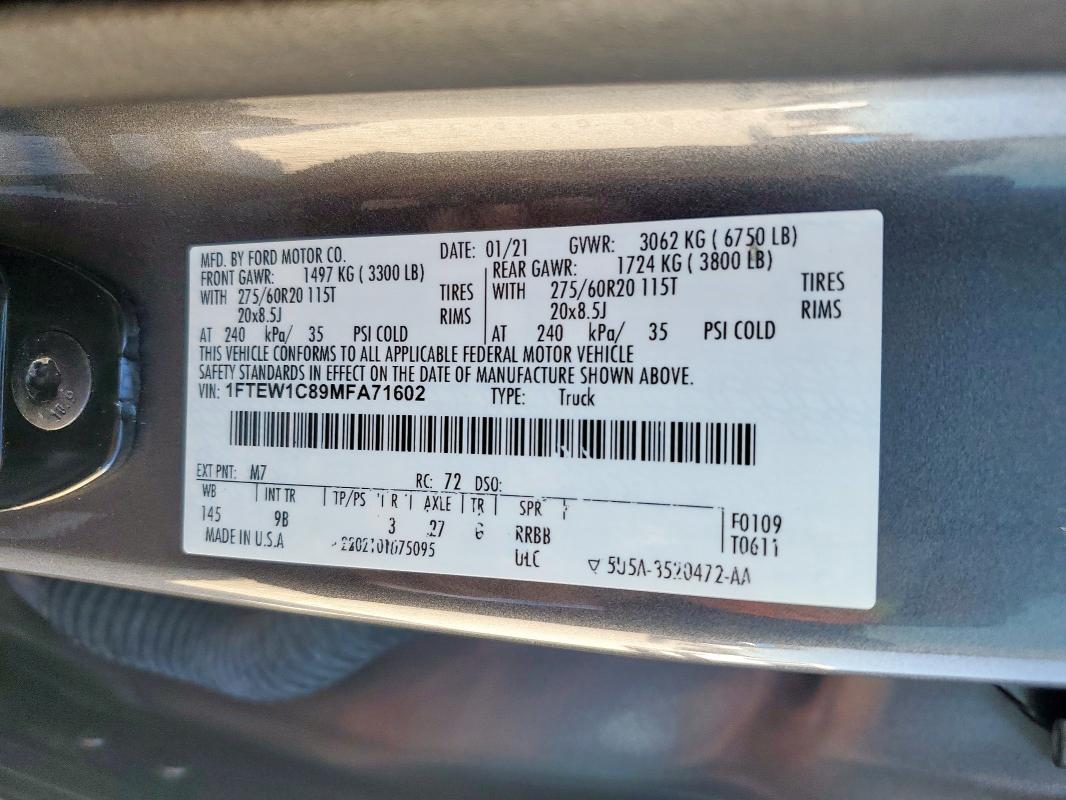 MFD. BY FORD MOTOR CO. DATE: 01/21 GVWR: 3062 KG ( 6750 LB)
FRONT GAWR: 1497 KG ( 3300 LB) REAR GAWR: 1724 KG ( 3800 LB)
WITH 275/60R20 115T TIRES WITH 275/60R20 115T TIRES
20x8.5J RIMS 20x8.5J RIMS
AT 240 kPa/ 35 PSI COLD AT 240 kPa/ 35 PSI COLD
THIS VEHICLE CONFORMS TO ALL APPLICABLE FEDERAL MOTOR VEHICLE
SAFETY STANDARDS IN EFFECT ON THE DATE OF MANUFACTURE SHOWN ABOVE.
VIN: 1FTEW1C89MFA71602 TYPE: Truck
EXT PNT: M7 RC: 72 DSO:
WB INT TR TP/PS R AXLE TR SPR
145 9B 3 27 6 RRBB F0109
MADE IN U.S.A T0611